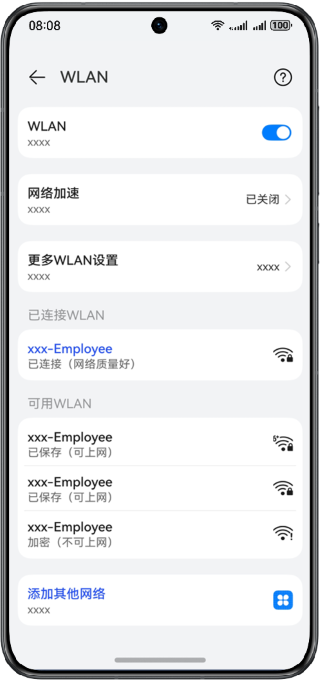 08:08
100
WLAN
WLAN
xxxx
网络加速
xxxx
已关闭
更多WLAN设置
xxxx
xxxx
已连接WLAN
xxx-Employee
已连接（网络质量好）
可用WLAN
xxx-Employee
已保存（可上网）
xxx-Employee
已保存（可上网）
xxx-Employee
加密（不可上网）
添加其他网络
xxxx